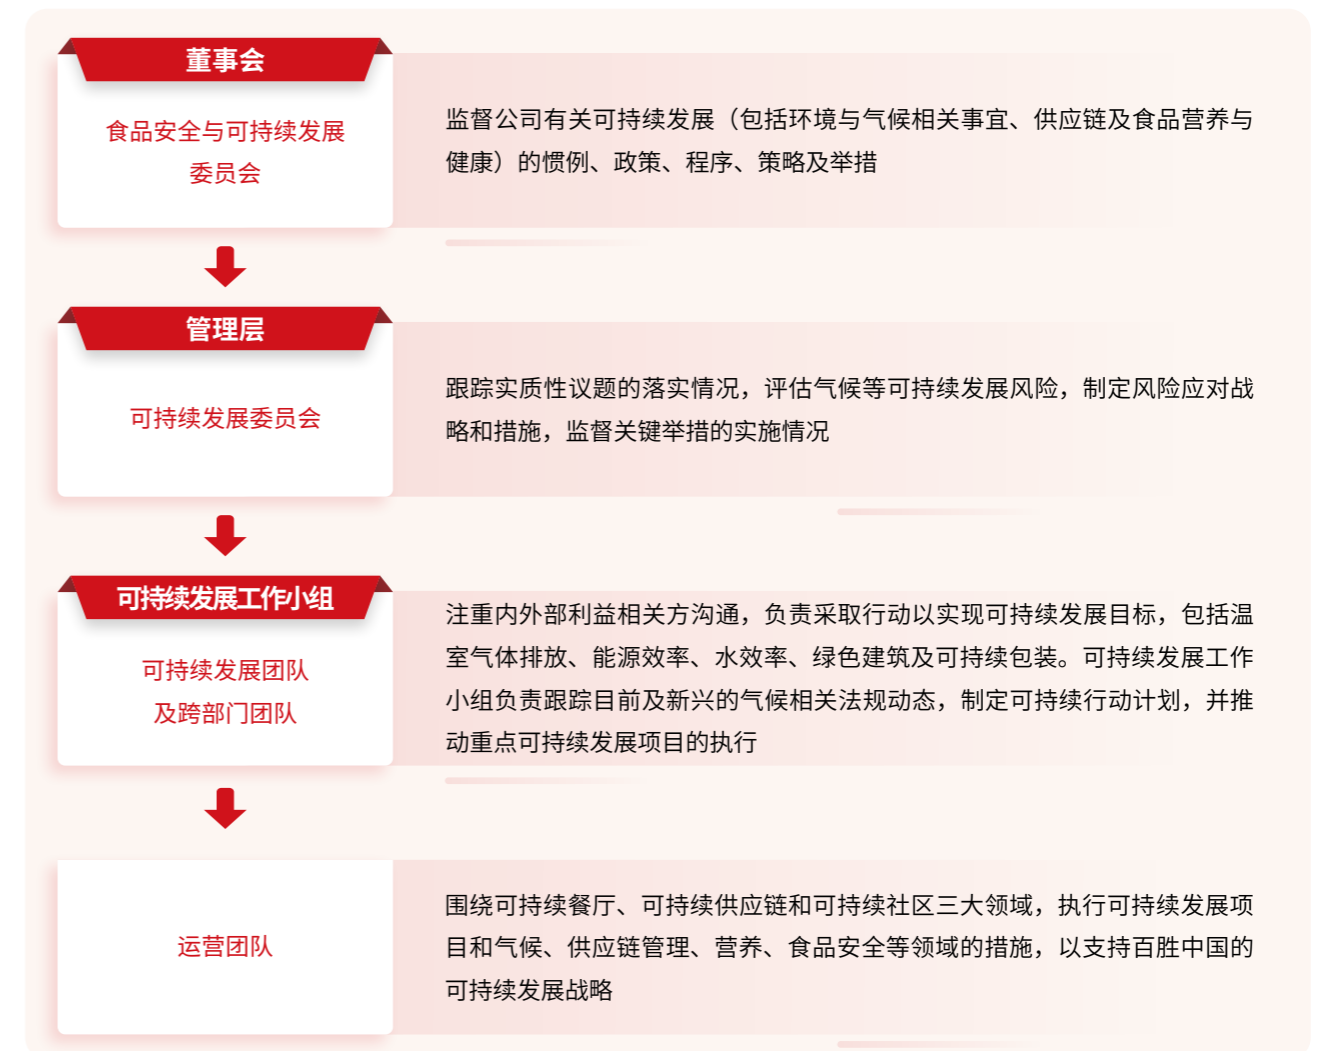 董事会
食品安全与可持续发展
委员会
监督公司有关可持续发展（包括环境与气候相关事宜、供应链及食品营养与
健康）的惯例、政策、程序、策略及举措
管理层
可持续发展委员会
跟踪实质性议题的落实情况，评估气候等可持续发展风险，制定风险应对战
略和措施，监督关键举措的实施情况
可持续发展工作小组
可持续发展团队
及跨部门团队
注重内外部利益相关方沟通，负责采取行动以实现可持续发展目标，包括温
室气体排放、能源效率、水效率、绿色建筑及可持续包装。可持续发展工作
小组负责跟踪目前及新兴的气候相关法规动态，制定可持续行动计划，并推
动重点可持续发展项目的执行
运营团队
围绕可持续餐厅、可持续供应链和可持续社区三大领域，执行可持续发展项
目和气候、供应链管理、营养、食品安全等领域的措施，以支持百胜中国的
可持续发展战略